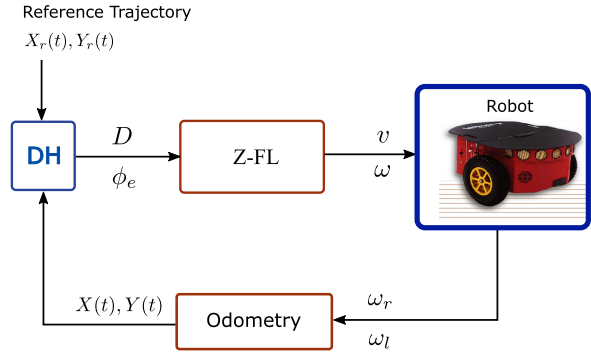 Reference Trajectory
X_r(t), Y_r(t)
DH
D
ϕ_e
Z-FL
v
ω
Robot
X(t), Y(t)
Odometry
ω_r
ω_l